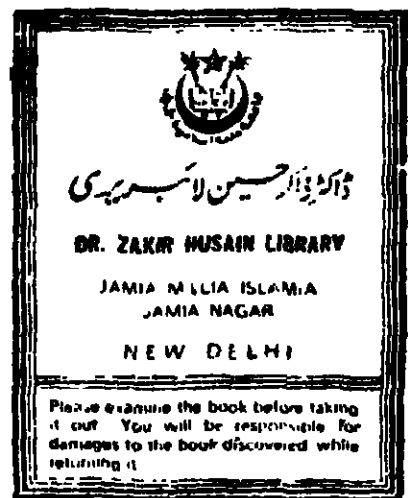 ڈاکٹر ذاکر حسین لائبریری
DR. ZAKIR HUSAIN LIBRARY
JAMIA MILLIA ISLAMIA
JAMIA NAGAR
NEW DELHI
Please examine the book before taking
it out. You will be responsible for
damages to the book discovered while
returning it.